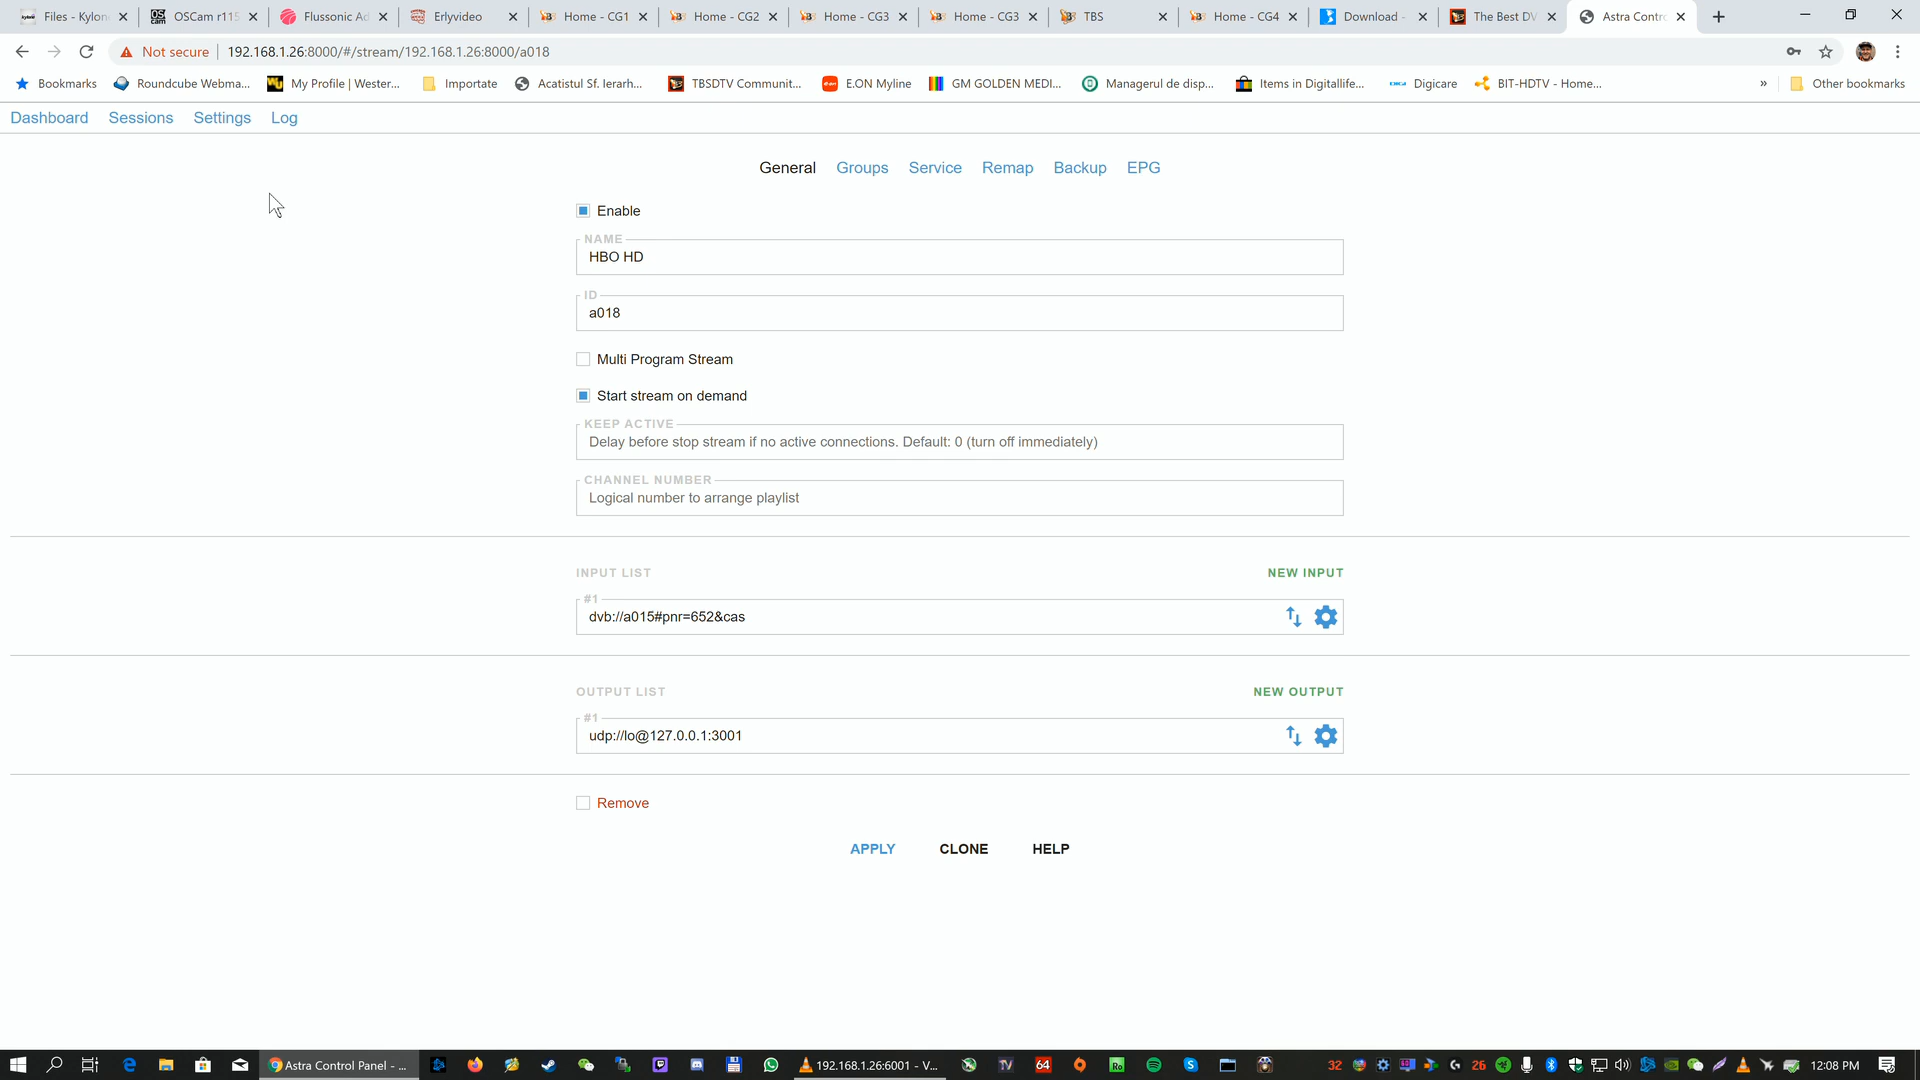 Files - Kylon
OSCam r115
Flussonic Ad
Erlyvideo
Home - CG1
Home - CG2
Home - CG3
Home - CG3
TBS
Home - CG4
Download -
The Best DV
Astra Contro
Not secure
192.168.1.26:8000/#/stream/192.168.1.26:8000/a018
Bookmarks
Roundcube Webma...
My Profile | Wester...
Importate
Acatistul Sf. Ierarh...
TBSDTV Communit...
E.ON Myline
GM GOLDEN MEDI...
Managerul de disp...
Items in Digitallife...
Digicare
BIT-HDTV - Home...
»
Other bookmarks
Dashboard Sessions Settings Log
General Groups Service Remap Backup EPG
Enable
NAME
HBO HD
ID
a018
Multi Program Stream
Start stream on demand
KEEP ACTIVE
Delay before stop stream if no active connections. Default: 0 (turn off immediately)
CHANNEL NUMBER
Logical number to arrange playlist
INPUT LIST NEW INPUT
#1
dvb://a015#pnr=652&cas
OUTPUT LIST NEW OUTPUT
#1
udp://lo@127.0.0.1:3001
Remove
APPLY CLONE HELP
Astra Control Panel - ...
192.168.1.26:6001 - V...
TV
64
Ro
32
26
12:08 PM